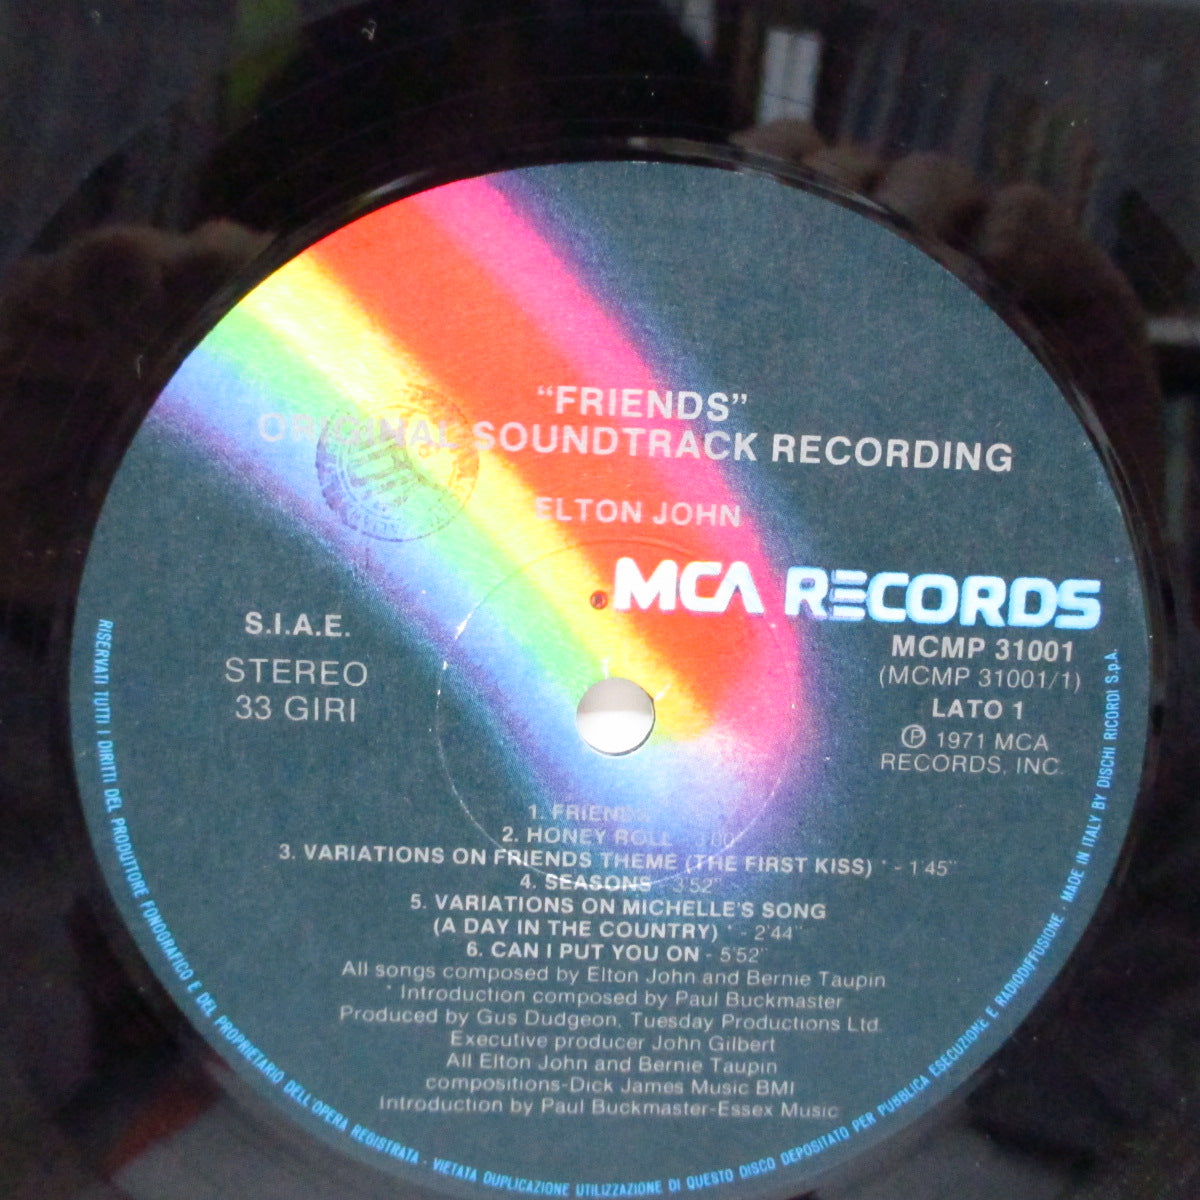 “FRIENDS”
ORIGINAL SOUNDTRACK RECORDING
ELTON JOHN
MCA RECORDS
S.I.A.E.
STEREO
33 GIRI
MCMP 31001
(MCMP 31001/1)
LATO 1
Ⓟ 1971 MCA
RECORDS, INC.
1. FRIENDS
2. HONEY ROLL - 3'00"
3. VARIATIONS ON FRIENDS THEME (THE FIRST KISS) * - 1'45"
4. SEASONS - 3'52"
5. VARIATIONS ON MICHELLE'S SONG
(A DAY IN THE COUNTRY) * - 2'44"
6. CAN I PUT YOU ON - 5'52"
All songs composed by Elton John and Bernie Taupin
* Introduction composed by Paul Buckmaster
Produced by Gus Dudgeon, Tuesday Productions Ltd.
Executive producer John Gilbert
All Elton John and Bernie Taupin
compositions-Dick James Music BMI
Introduction by Paul Buckmaster-Essex Music
RISERVATI TUTTI I DIRITTI DEL PRODUTTORE FONOGRAFICO E DEL PROPRIETARIO DELL'OPERA REGISTRATA - VIETATA DUPLICAZIONE UTILIZZAZIONE DI QUESTO DISCO DEPOSITATO PER PUBBLICA ESECUZIONE E RADIODIFFUSIONE - MADE IN ITALY BY DISCHI RICORDI S.p.A.